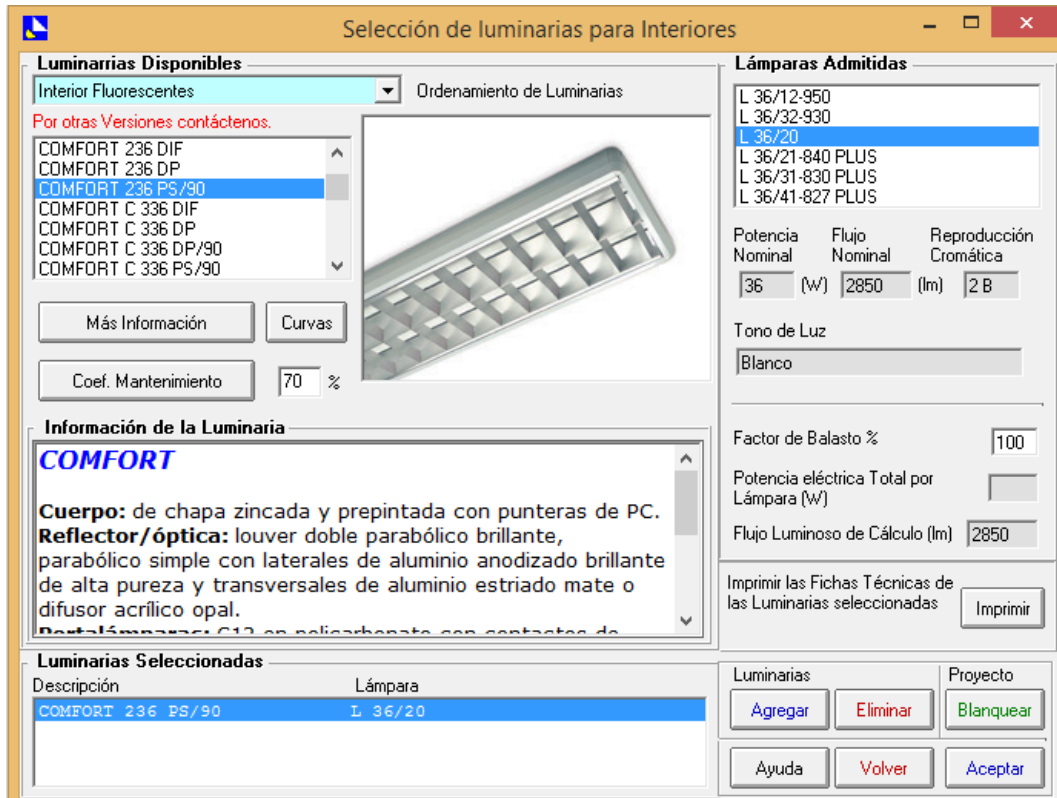 Selección de luminarias para Interiores
Luminarrias Disponibles
Interior Fluorescentes
Ordenamiento de Luminarias
Por otras Versiones contáctenos.
COMFORT 236 DIF
COMFORT 236 DP
COMFORT 236 PS/90
COMFORT C 336 DIF
COMFORT C 336 DP
COMFORT C 336 DP/90
COMFORT C 336 PS/90
Más Información
Curvas
Coef. Mantenimiento
70 %
Información de la Luminaria
COMFORT
Cuerpo: de chapa zincada y prepintada con punteras de PC.
Reflector/óptica: louver doble parabólico brillante,
parabólico simple con laterales de aluminio anodizado brillante
de alta pureza y transversales de aluminio estriado mate o
difusor acrílico opal.
Portalámparas: G13 en policarbonato con contactos de
Lámparas Admitidas
L 36/12-950
L 36/32-930
L 36/20
L 36/21-840 PLUS
L 36/31-830 PLUS
L 36/41-827 PLUS
Potencia Nominal
Flujo Nominal
Reproducción Cromática
36 (W) 2850 (lm) 2 B
Tono de Luz
Blanco
Factor de Balasto % 100
Potencia eléctrica Total por
Lámpara (W)
Flujo Luminoso de Cálculo (lm) 2850
Imprimir las Fichas Técnicas de
las Luminarias seleccionadas
Imprimir
Luminarias Seleccionadas
Descripción Lámpara
COMFORT 236 PS/90 L 36/20
Luminarias Proyecto
Agregar Eliminar Blanquear
Ayuda Volver Aceptar